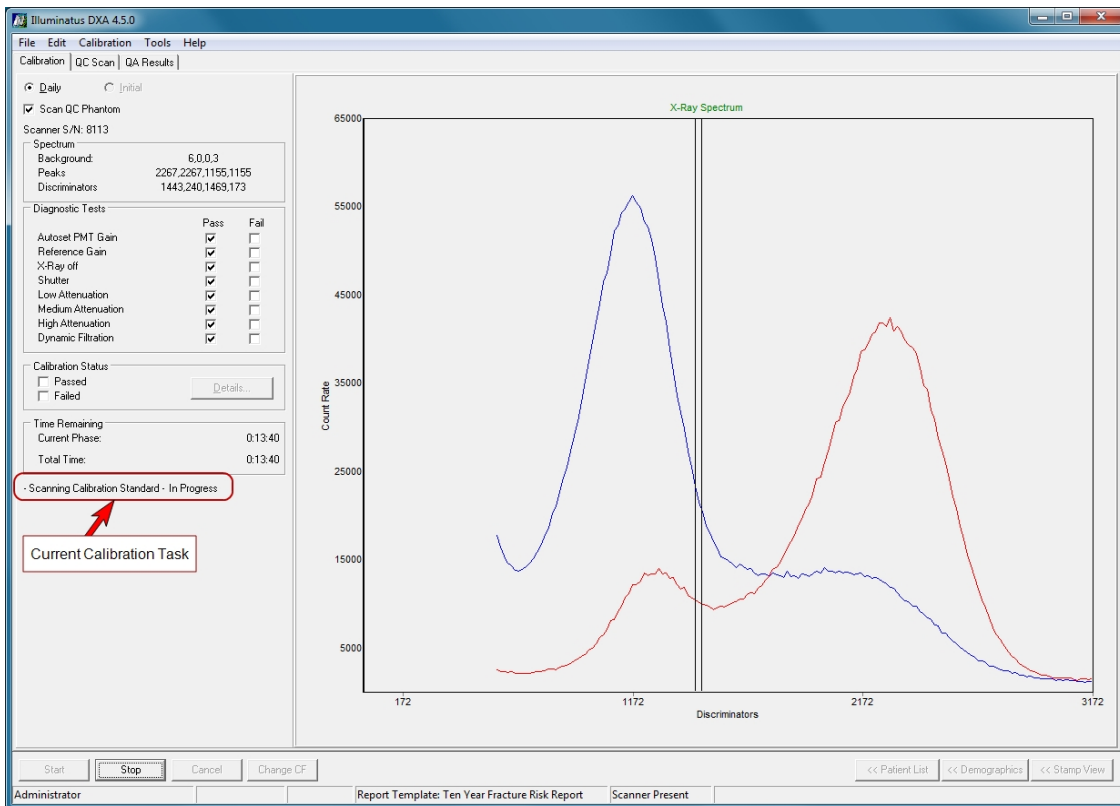 Illuminatus DXA 4.5.0
File Edit Calibration Tools Help
Calibration QC Scan QA Results
Daily Initial
Scan QC Phantom
Scanner S/N: 8113
Spectrum
Background: 6,0,0,3
Peaks 2267,2267,1155,1155
Discriminators 1443,240,1469,173
Diagnostic Tests
Pass Fail
Autoset PMT Gain
Reference Gain
X-Ray off
Shutter
Low Attenuation
Medium Attenuation
High Attenuation
Dynamic Filtration
Calibration Status
Passed
Failed
Details...
Time Remaining
Current Phase: 0:13:40
Total Time: 0:13:40
- Scanning Calibration Standard - In Progress
Current Calibration Task
X-Ray Spectrum
65000
55000
45000
35000
25000
15000
5000
Count Rate
172 1172 2172 3172
Discriminators
Start Stop Cancel Change CF << Patient List << Demographics << Stamp View
Administrator Report Template: Ten Year Fracture Risk Report Scanner Present